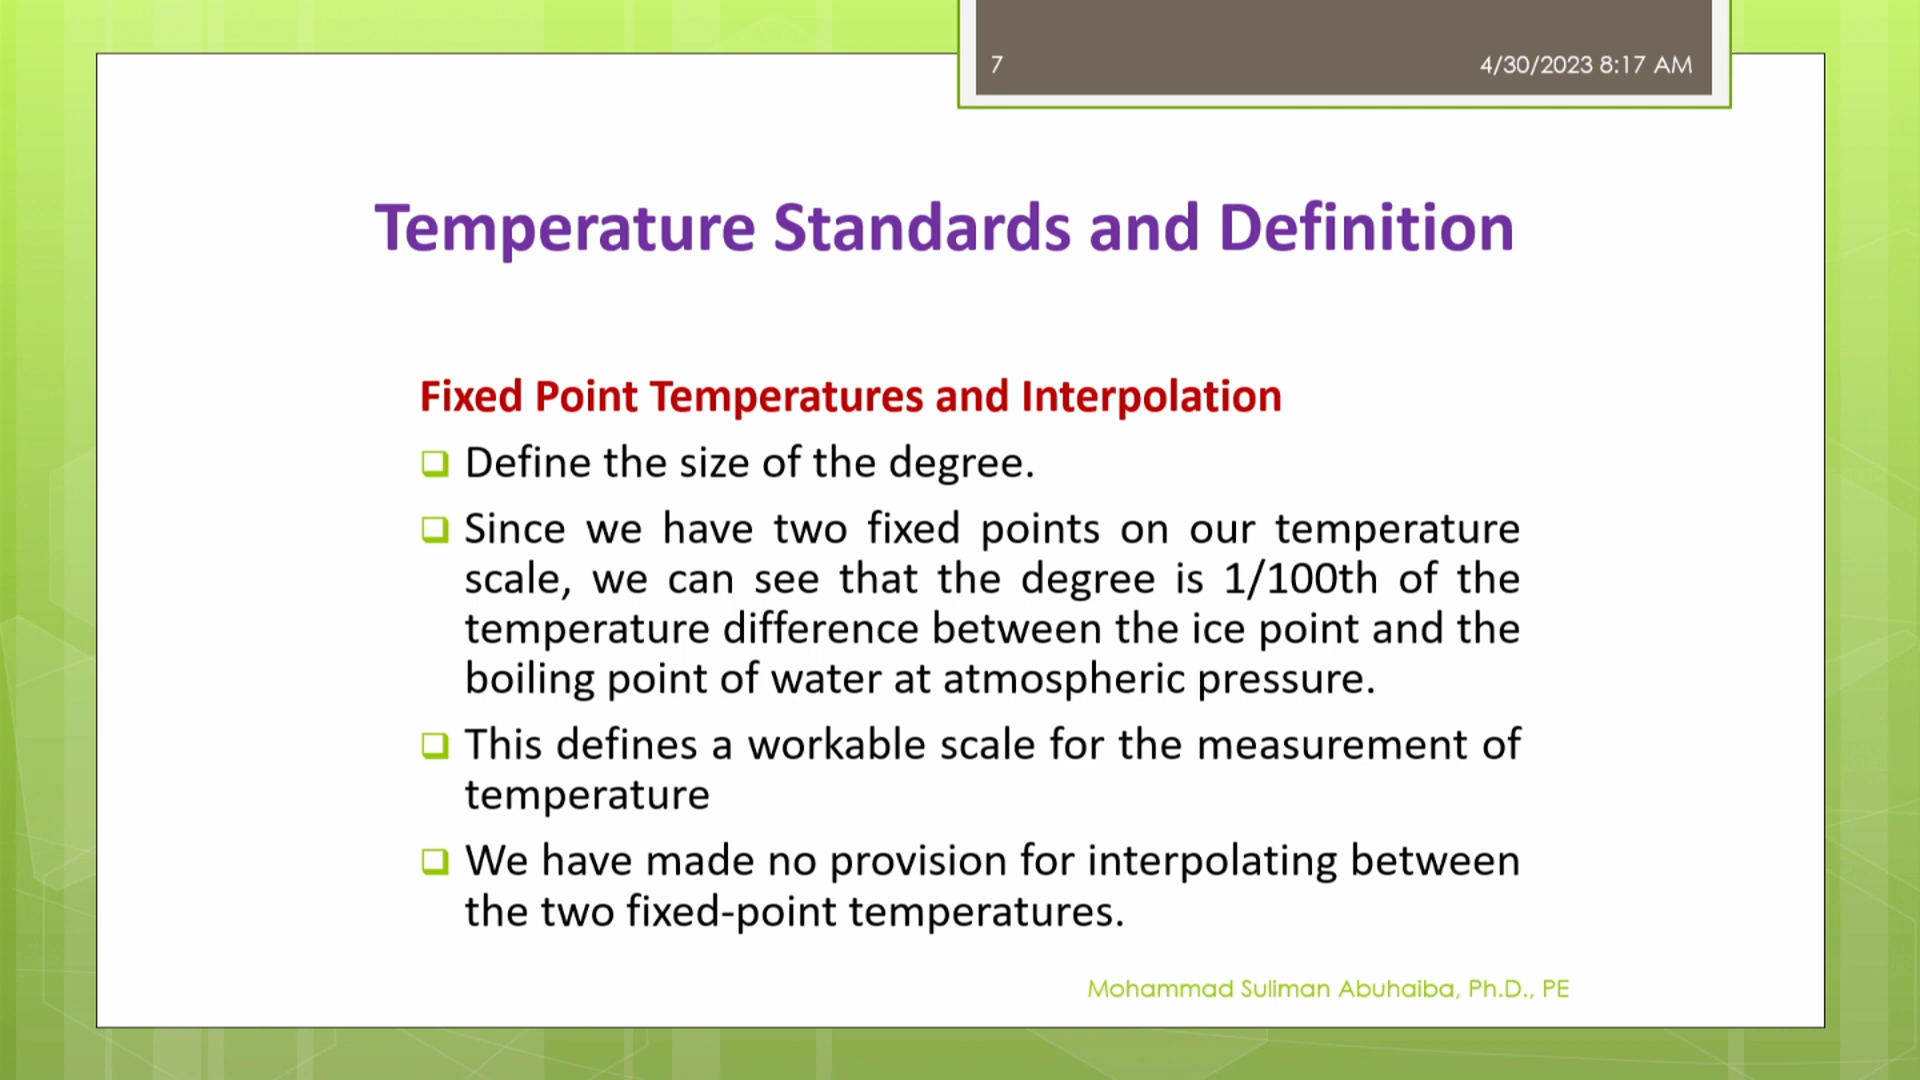 7
4/30/2023 8:17 AM
Temperature Standards and Definition
Fixed Point Temperatures and Interpolation
Define the size of the degree.
Since we have two fixed points on our temperature
scale, we can see that the degree is 1/100th of the
temperature difference between the ice point and the
boiling point of water at atmospheric pressure.
This defines a workable scale for the measurement of
temperature
We have made no provision for interpolating between
the two fixed-point temperatures.
Mohammad Suliman Abuhaiba, Ph.D., PE